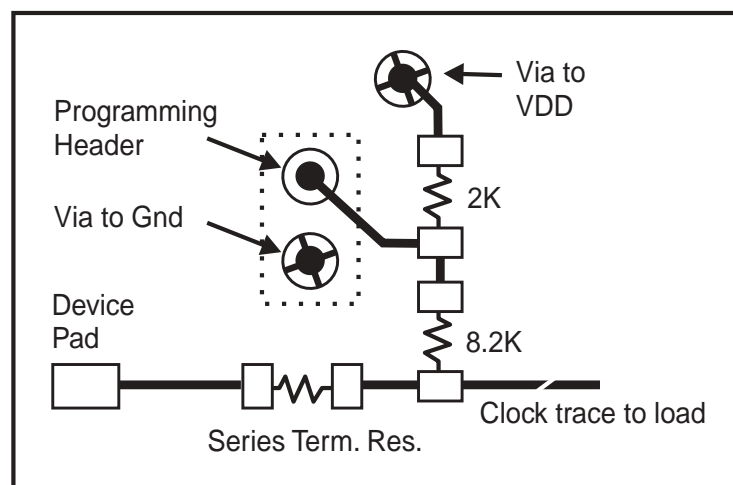 Via to
VDD
Programming
Header
2K
Via to Gnd
Device
Pad
8.2K
Clock trace to load
Series Term. Res.